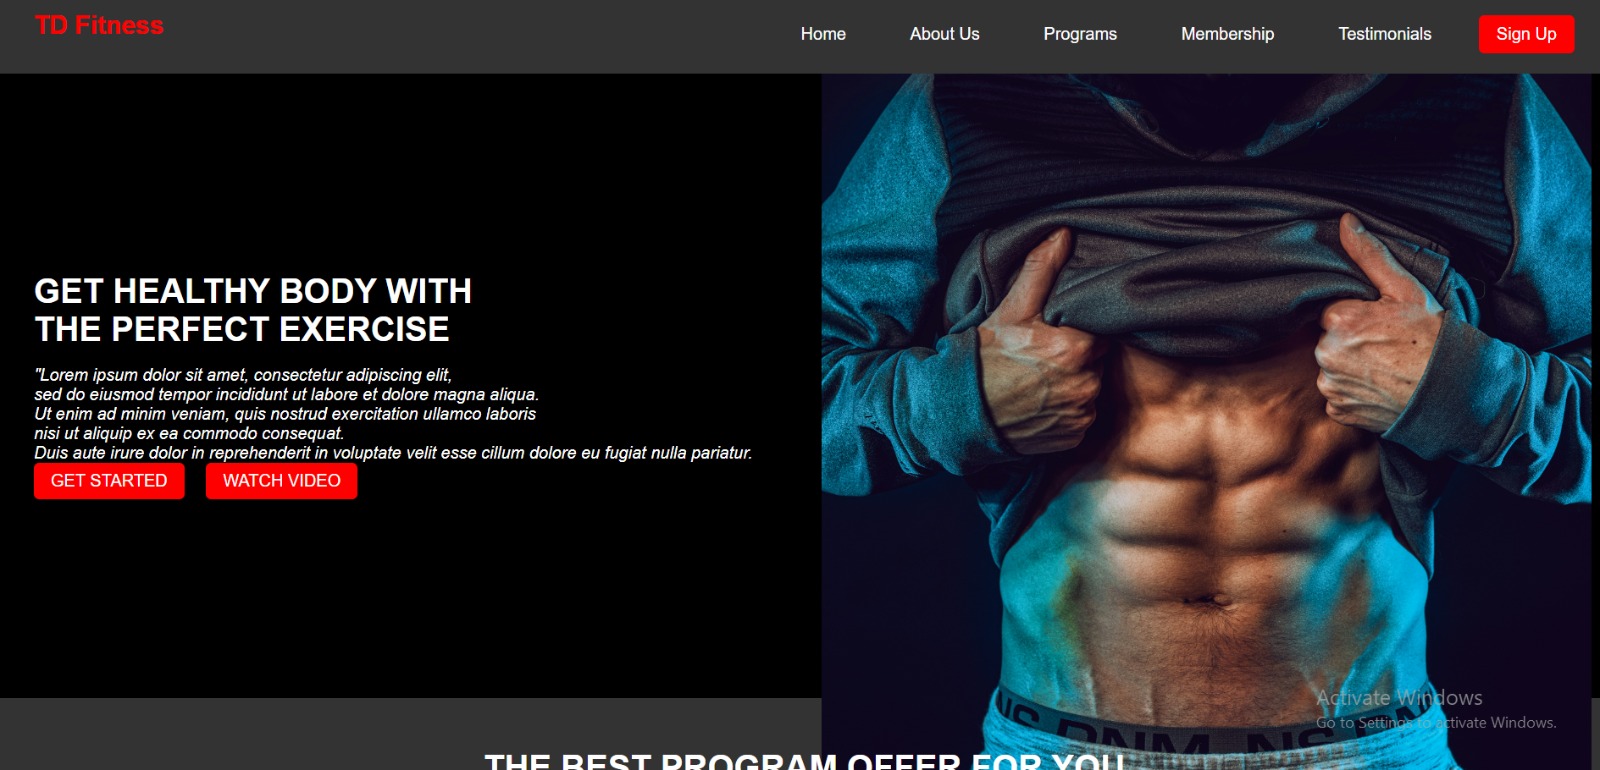 TD Fitness
Home About Us Programs Membership Testimonials Sign Up
GET HEALTHY BODY WITH
THE PERFECT EXERCISE
"Lorem ipsum dolor sit amet, consectetur adipiscing elit,
sed do eiusmod tempor incididunt ut labore et dolore magna aliqua.
Ut enim ad minim veniam, quis nostrud exercitation ullamco laboris
nisi ut aliquip ex ea commodo consequat.
Duis aute irure dolor in reprehenderit in voluptate velit esse cillum dolore eu fugiat nulla pariatur.
GET STARTED WATCH VIDEO
Activate Windows
Go to Settings to activate Windows.
THE BEST PROGRAM OFFER FOR YOU